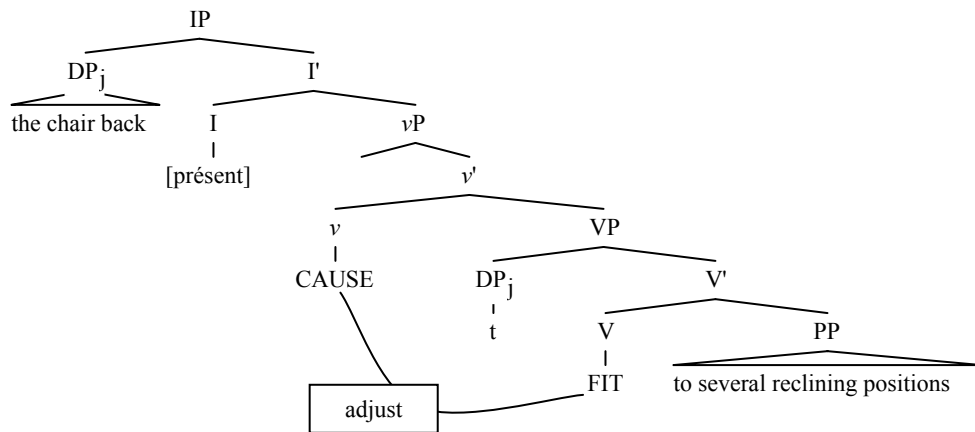 IP
DPj I'
the chair back I vP
[présent] v'
v VP
CAUSE DPj V'
t V PP
FIT to several reclining positions
adjust